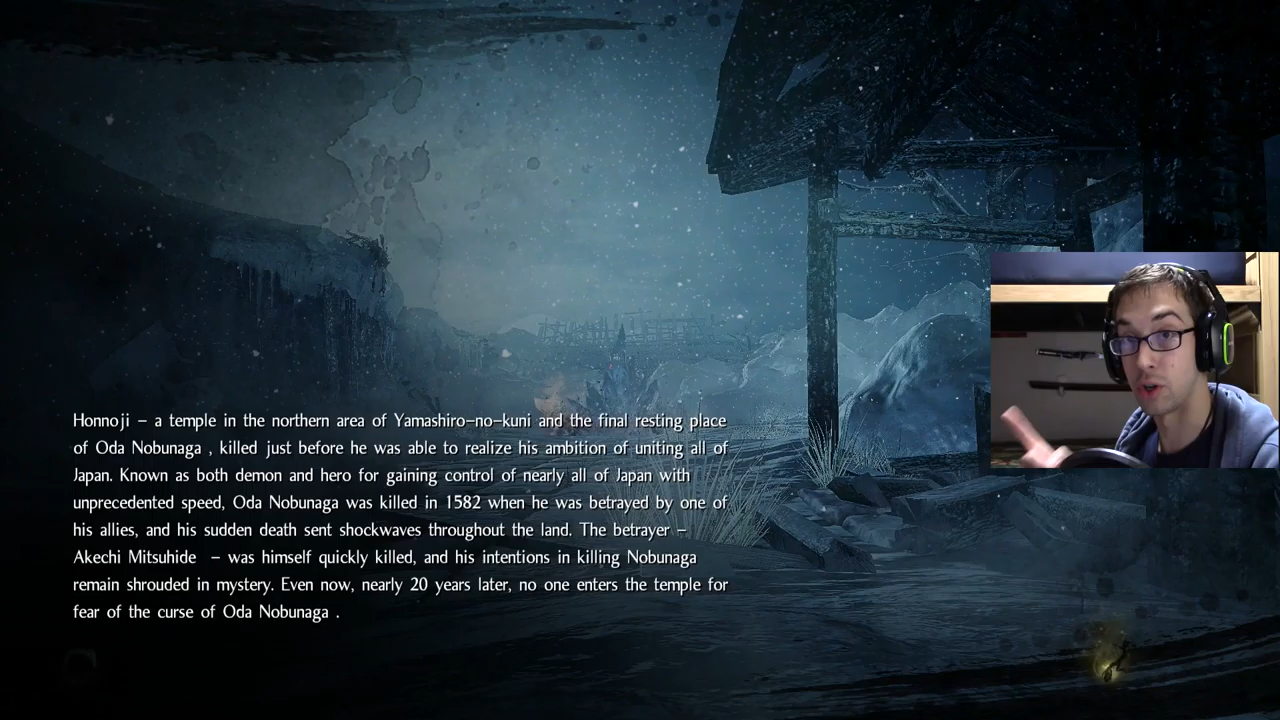 Honnoji – a temple in the northern area of Yamashiro–no–kuni and the final resting place
of Oda Nobunaga , killed just before he was able to realize his ambition of uniting all of
Japan. Known as both demon and hero for gaining control of nearly all of Japan with
unprecedented speed, Oda Nobunaga was killed in 1582 when he was betrayed by one of
his allies, and his sudden death sent shockwaves throughout the land. The betrayer –
Akechi Mitsuhide – was himself quickly killed, and his intentions in killing Nobunaga
remain shrouded in mystery. Even now, nearly 20 years later, no one enters the temple for
fear of the curse of Oda Nobunaga .